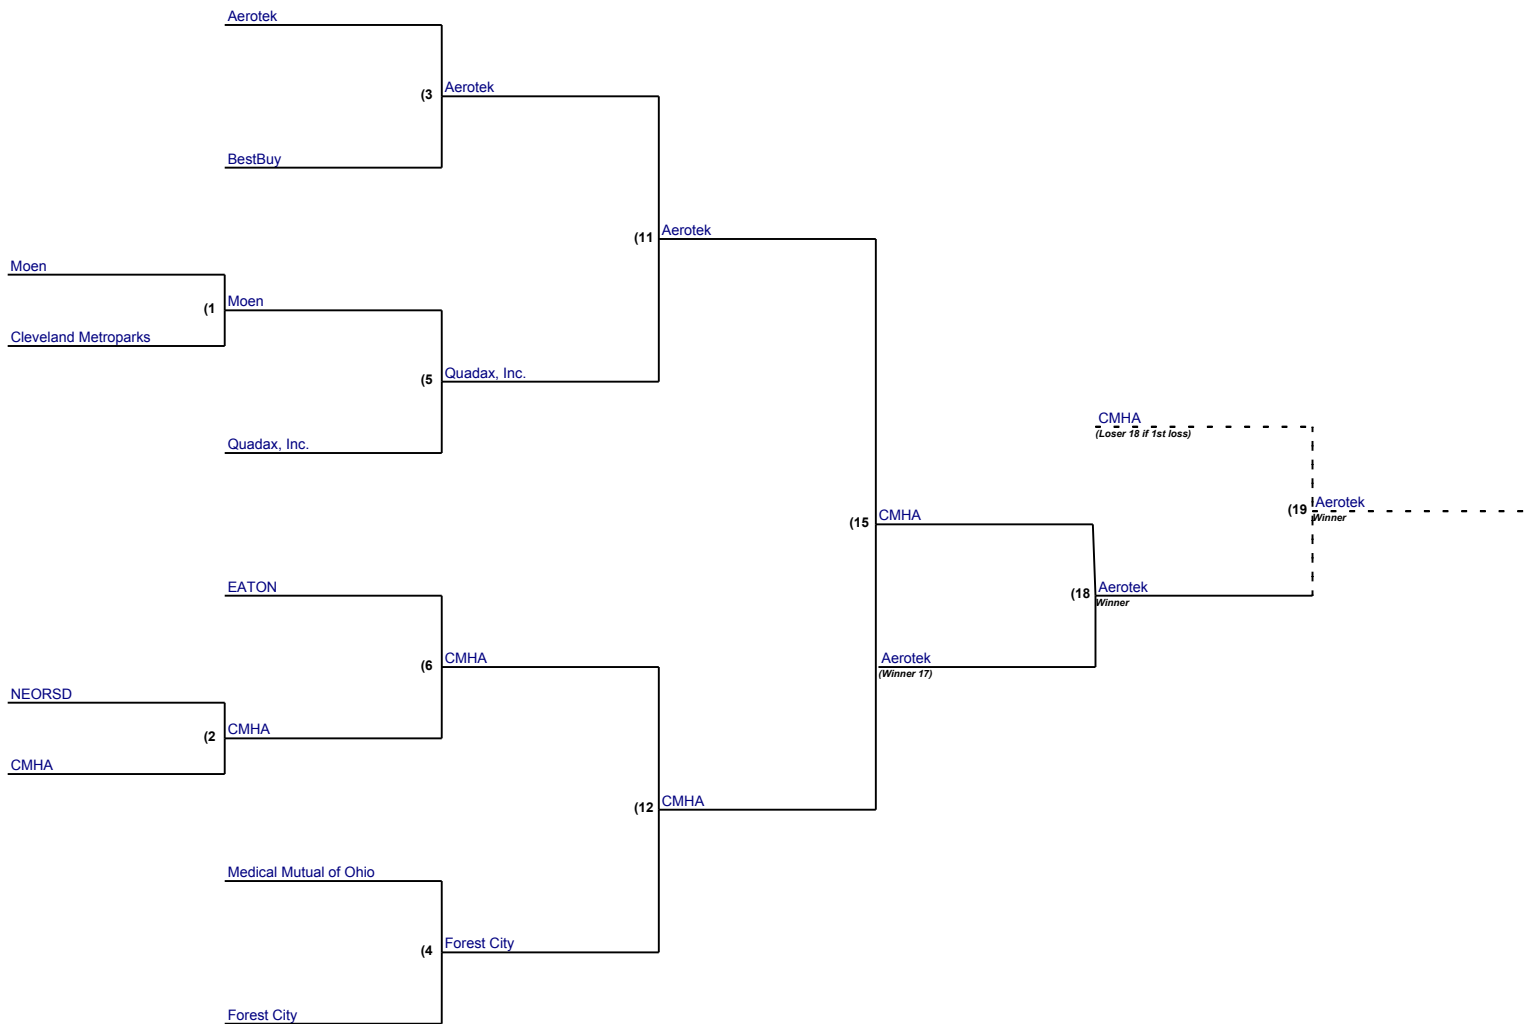 Aerotek
(3 Aerotek
BestBuy
(11 Aerotek
Moen
(1 Moen
Cleveland Metroparks
(5 Quadax, Inc.
Quadax, Inc.
CMHA
(Loser 18 if 1st loss)
(15 CMHA
(19 Aerotek
Winner
EATON
(18 Aerotek
Winner
(6 CMHA
Aerotek
(Winner 17)
NEORSD
(2 CMHA
CMHA
(12 CMHA
Medical Mutual of Ohio
(4 Forest City
Forest City